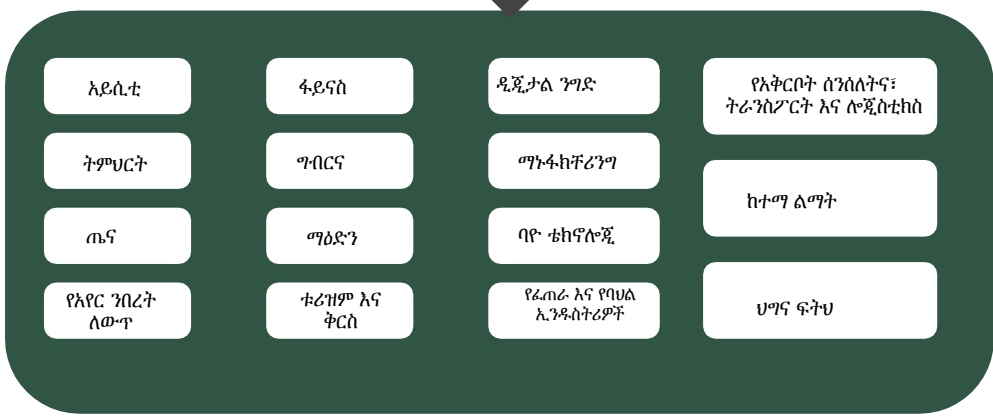 አይሲቲ
ፋይናስ
ዲጂታል ንግድ
የአቅርቦት ሰንሰለትና፣
ትራንስፖርት እና ሎጂስቲክስ
ትምህርት
ግብርና
ማኑፋክቸሪንግ
ከተማ ልማት
ጤና
ማዕድን
ባዮ ቴክኖሎጂ
የአየር ንበረት
ለውጥ
ቱሪዝም እና
ቅርስ
የፈጠራ እና የባህል
ኢንዱስትሪዎች
ህግና ፍትህ